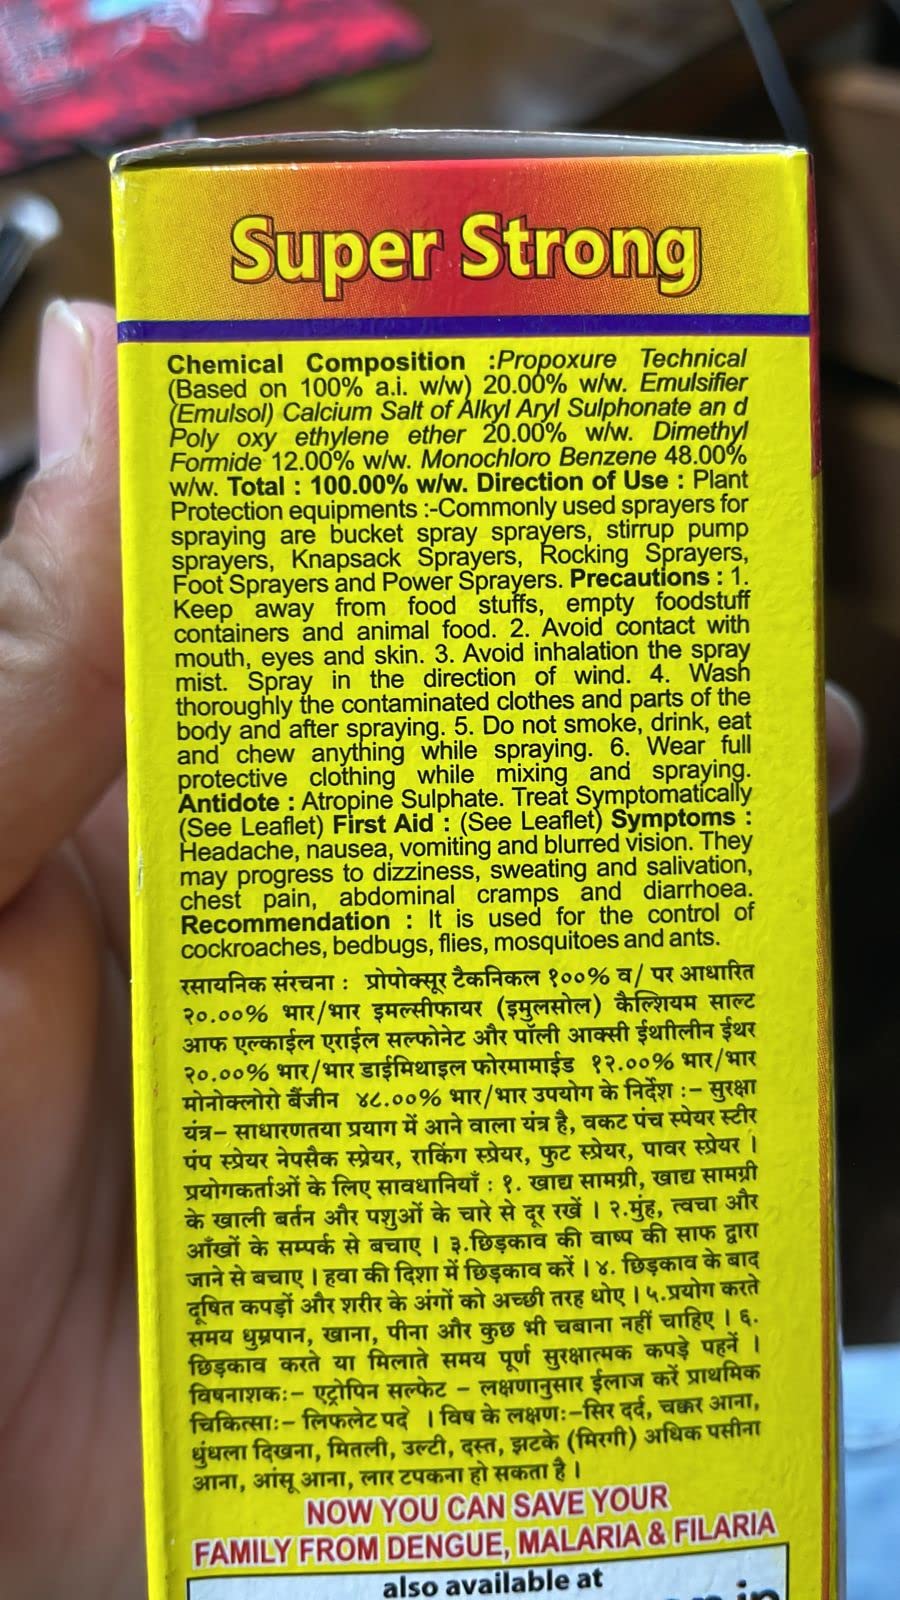 Super Strong
Chemical Composition :Propoxure Technical
(Based on 100% a.i. w/w) 20.00% w/w. Emulsifier
(Emulsol) Calcium Salt of Alkyl Aryl Sulphonate an d
Poly oxy ethylene ether 20.00% w/w. Dimethyl
Formide 12.00% w/w. Monochloro Benzene 48.00%
w/w. Total : 100.00% w/w. Direction of Use : Plant
Protection equipments :-Commonly used sprayers for
spraying are bucket spray sprayers, stirrup pump
sprayers, Knapsack Sprayers, Rocking Sprayers,
Foot Sprayers and Power Sprayers. Precautions : 1.
Keep away from food stuffs, empty foodstuff
containers and animal food. 2. Avoid contact with
mouth, eyes and skin. 3. Avoid inhalation the spray
mist. Spray in the direction of wind. 4. Wash
thoroughly the contaminated clothes and parts of the
body and after spraying. 5. Do not smoke, drink, eat
and chew anything while spraying. 6. Wear full
protective clothing while mixing and spraying.
Antidote : Atropine Sulphate. Treat Symptomatically
(See Leaflet) First Aid : (See Leaflet) Symptoms :
Headache, nausea, vomiting and blurred vision. They
may progress to dizziness, sweating and salivation,
chest pain, abdominal cramps and diarrhoea.
Recommendation : It is used for the control of
cockroaches, bedbugs, flies, mosquitoes and ants.
रसायनिक संरचना : प्रोपोक्सूर टैकनिकल १००% व/ पर आधारित
२०.००% भार/भार इमल्सीफायर (इमुलसोल) कैल्शियम साल्ट
आफ एल्काईल एराईल सल्फोनेट और पॉली आक्सी ईथाीलीन ईथर
२०.००% भार/भार डाईमिथाइल फोरमामाईड १२.००% भार/भार
मोनोक्लोरो बैंजीन ४८.००% भार/भार उपयोग के निर्देश :– सुरक्षा
यंत्र– साधारणतया प्रयाग में आने वाला यंत्र है, वकट पंच स्पेयर स्टीर
पंप स्प्रेयर नेपसैक स्प्रेयर, राकिंग स्प्रेयर, फुट स्प्रेयर, पावर स्प्रेयर ।
प्रयोगकर्ताओं के लिए सावधानियाँ : १. खाद्य सामग्री, खाद्य सामग्री
के खाली बर्तन और पशुओं के चारे से दूर रखें । २.मुंह, त्वचा और
आँखों के सम्पर्क से बचाए । ३.छिड़काव की वाष्प की साफ द्वारा
जाने से बचाए । हवा की दिशा में छिड़काव करें । ४. छिड़काव के बाद
दूषित कपड़ों और शरीर के अंगों को अच्छी तरह धोए । ५.प्रयोग करते
समय धुम्रपान, खाना, पीना और कुछ भी चबाना नहीं चाहिए । ६.
छिड़काव करते या मिलाते समय पूर्ण सुरक्षात्मक कपड़े पहनें ।
विषनाशकः– एट्रोपिन सल्फेट – लक्षणानुसार ईलाज करें प्राथमिक
चिकित्साः– लिफलेट पदे । विष के लक्षणः–सिर दर्द, चक्कर आना,
धुंधला दिखना, मितली, उल्टी, दस्त, झटके (मिरगी) अधिक पसीना
आना, आंसू आना, लार टपकना हो सकता है ।
NOW YOU CAN SAVE YOUR
FAMILY FROM DENGUE, MALARIA & FILARIA
also available at